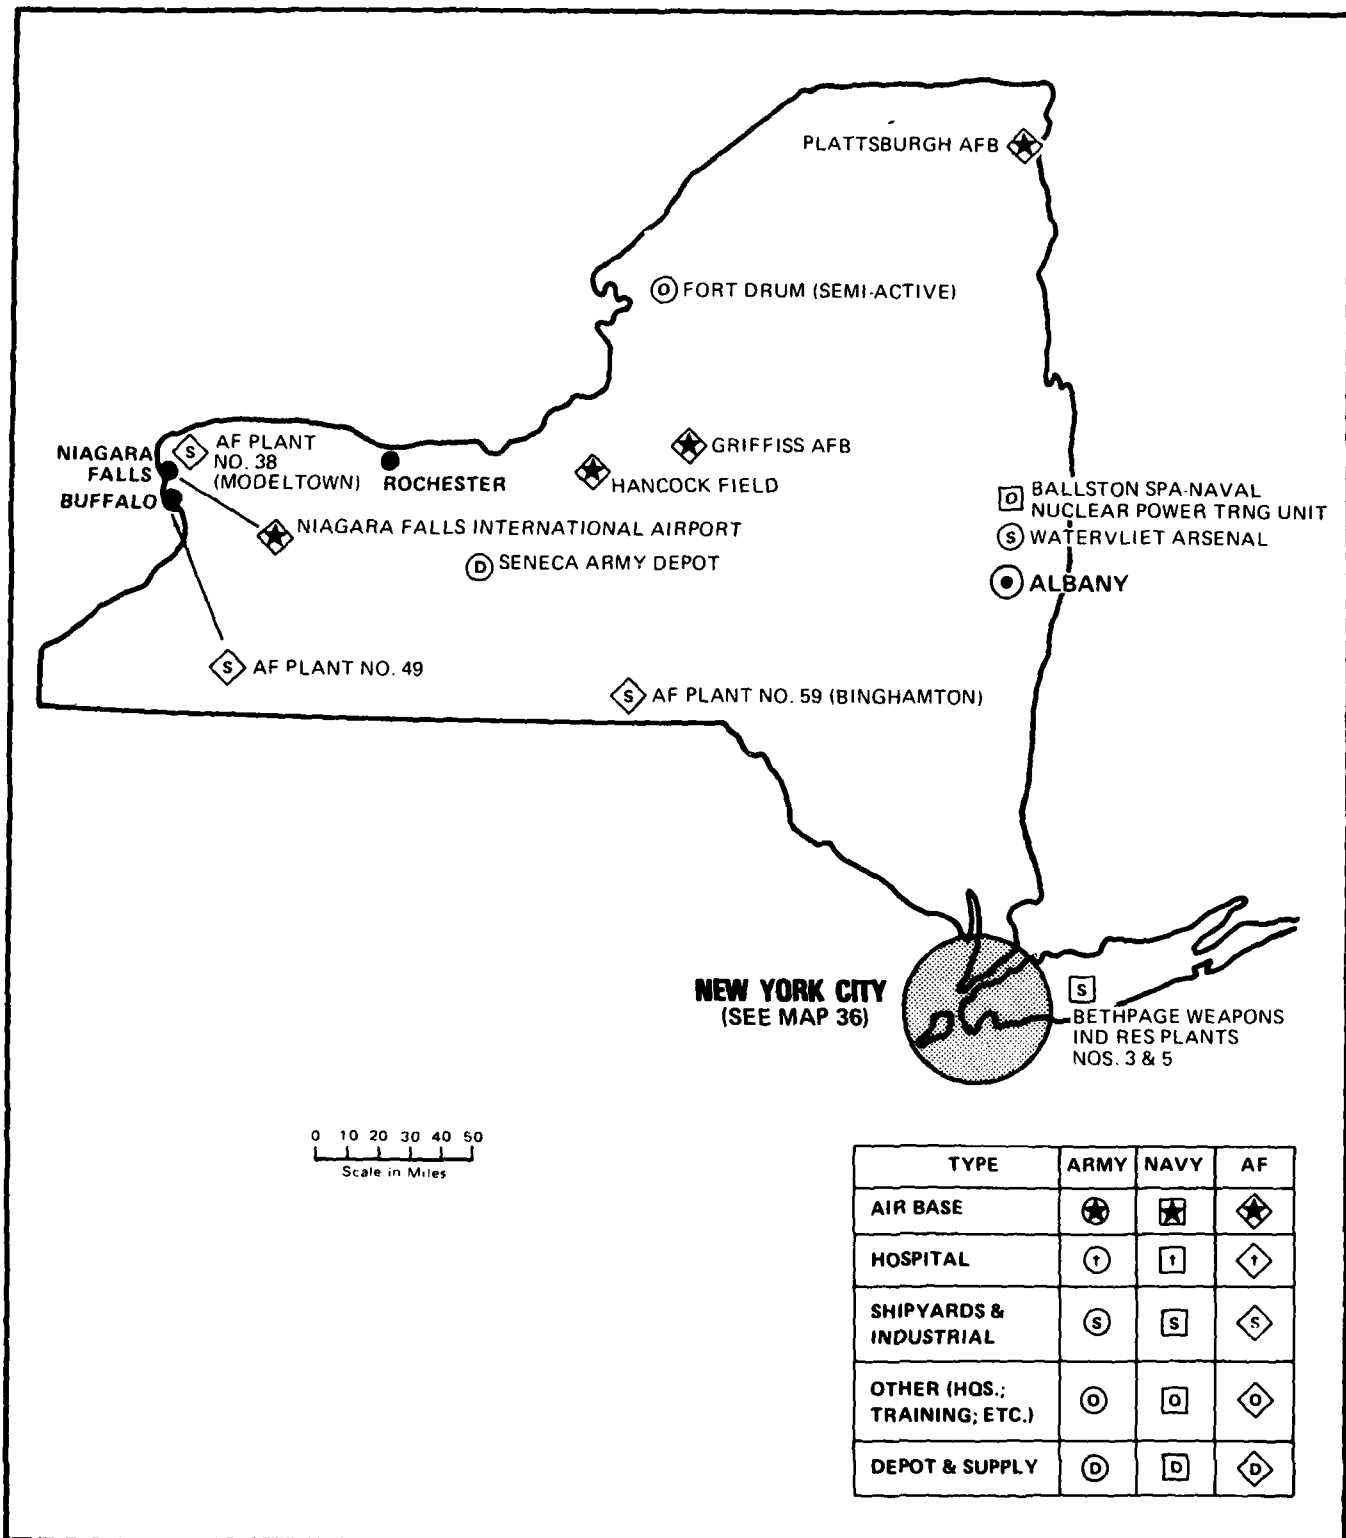 PLATTSBURGH AFB
O FORT DRUM (SEMI-ACTIVE)
GRIFFISS AFB
HANCOCK FIELD
NIAGARA
FALLS
BUFFALO
S AF PLANT
NO. 38
(MODELTOWN)
ROCHESTER
NIAGARA FALLS INTERNATIONAL AIRPORT
D SENECA ARMY DEPOT
O BALLSTON SPA-NAVAL
NUCLEAR POWER TRNG UNIT
S WATERVLIET ARSENAL
ALBANY
S AF PLANT NO. 49
S AF PLANT NO. 59 (BINGHAMTON)
NEW YORK CITY
(SEE MAP 36)
S
BETHPAGE WEAPONS
IND RES PLANTS
NOS. 3 & 5
0 10 20 30 40 50
Scale in Miles
TYPE ARMY NAVY AF
AIR BASE
HOSPITAL † † †
SHIPYARDS &
INDUSTRIAL S S S
OTHER (HQS.;
TRAINING; ETC.) O O O
DEPOT & SUPPLY D D D